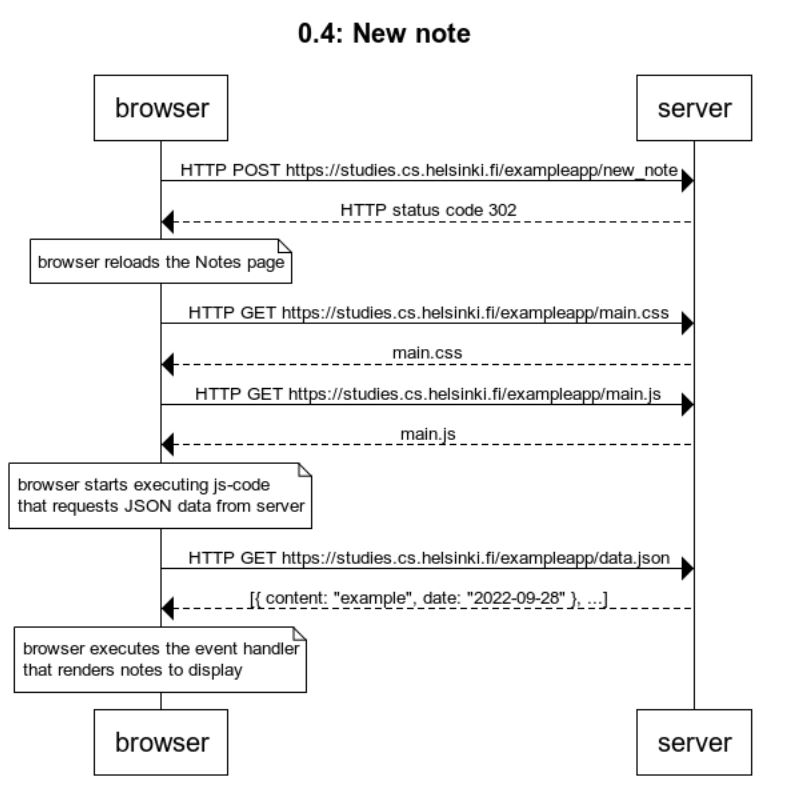 0.4: New note
browser
server
HTTP POST https://studies.cs.helsinki.fi/exampleapp/new_note
HTTP status code 302
browser reloads the Notes page
HTTP GET https://studies.cs.helsinki.fi/exampleapp/main.css
main.css
HTTP GET https://studies.cs.helsinki.fi/exampleapp/main.js
main.js
browser starts executing js-code
that requests JSON data from server
HTTP GET https://studies.cs.helsinki.fi/exampleapp/data.json
[{ content: "example", date: "2022-09-28" }, ...]
browser executes the event handler
that renders notes to display
browser
server